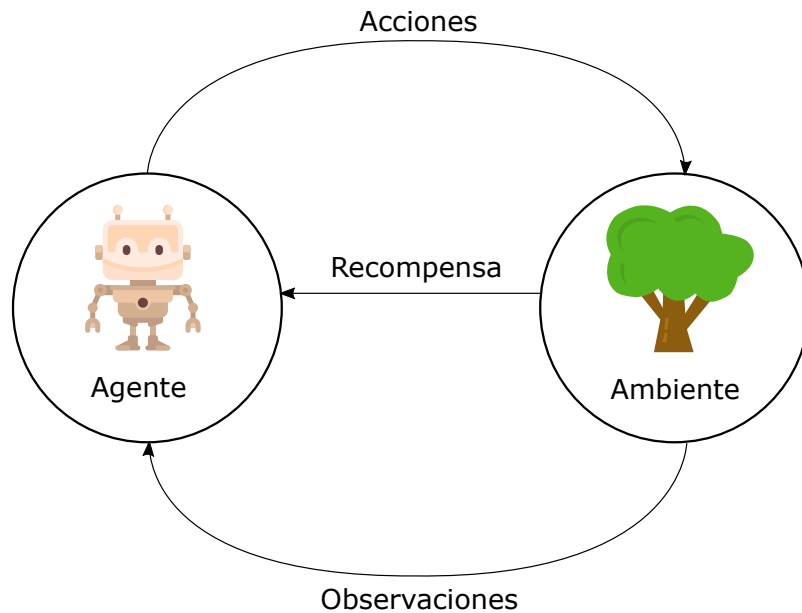 Acciones
Recompensa
Agente
Ambiente
Observaciones